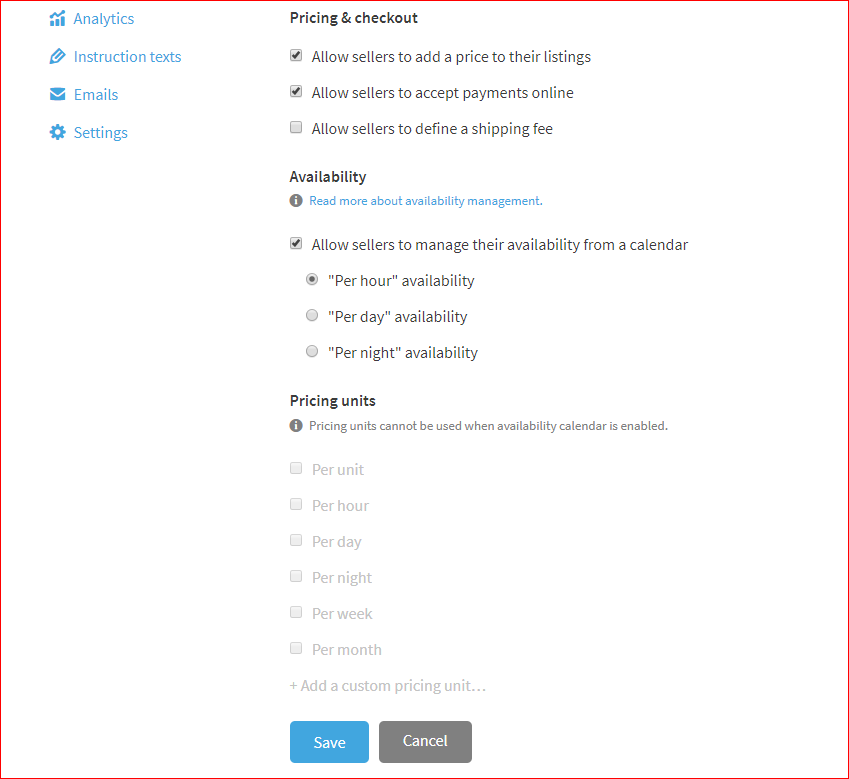 Analytics
Instruction texts
Emails
Settings
Pricing & checkout
Allow sellers to add a price to their listings
Allow sellers to accept payments online
Allow sellers to define a shipping fee
Availability
Read more about availability management.
Allow sellers to manage their availability from a calendar
"Per hour" availability
"Per day" availability
"Per night" availability
Pricing units
Pricing units cannot be used when availability calendar is enabled.
Per unit
Per hour
Per day
Per night
Per week
Per month
+ Add a custom pricing unit…
Save
Cancel